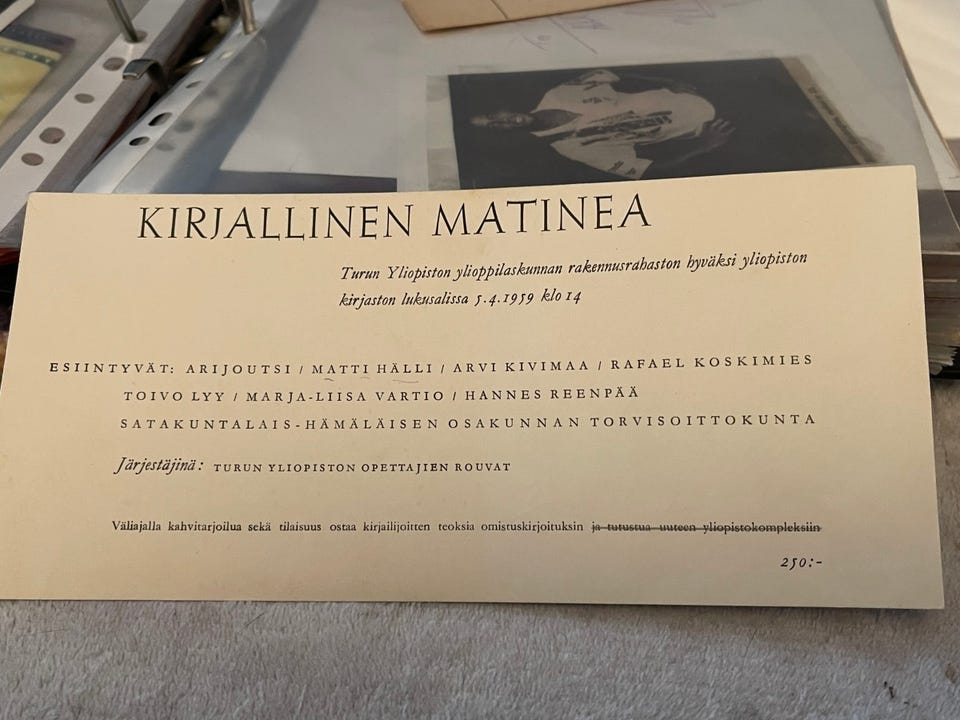 KIRJALLINEN MATINEA
Turun Yliopiston ylioppilaskunnan rakennusrahaston hyväksi yliopiston
kirjaston lukusalissa 5.4.1959 klo 14
ESIINTYVÄT: ARIJOUTSI / MATTI HÄLLI / ARVI KIVIMAA / RAFAEL KOSKIMIES
TOIVO LYY / MARJA-LIISA VARTIO / HANNES REENPÄÄ
SATAKUNTALAIS-HÄMÄLÄISEN OSAKUNNAN TORVISOITTOKUNTA
Järjestäjinä: TURUN YLIOPISTON OPETTAJIEN ROUVAT
Väliajalla kahvitarjoilua sekä tilaisuus ostaa kirjailijoitten teoksia omistuskirjoituksin ja tutustua uuteen yliopistokompleksiin
250:-